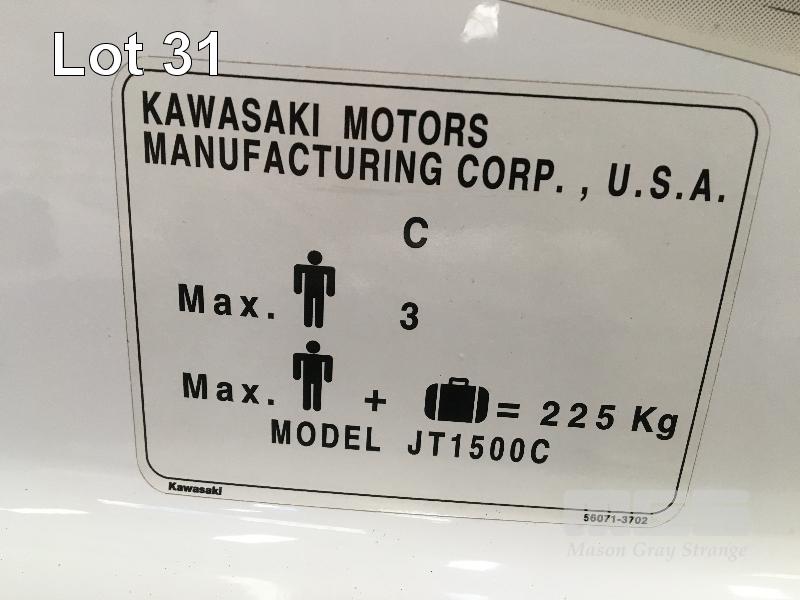 Lot 31
KAWASAKI MOTORS
MANUFACTURING CORP. , U.S.A.
C
Max. 3
Max. + = 225 Kg
MODEL JT1500C
Kawasaki
56071-3702
MGS
Mason Gray Strange